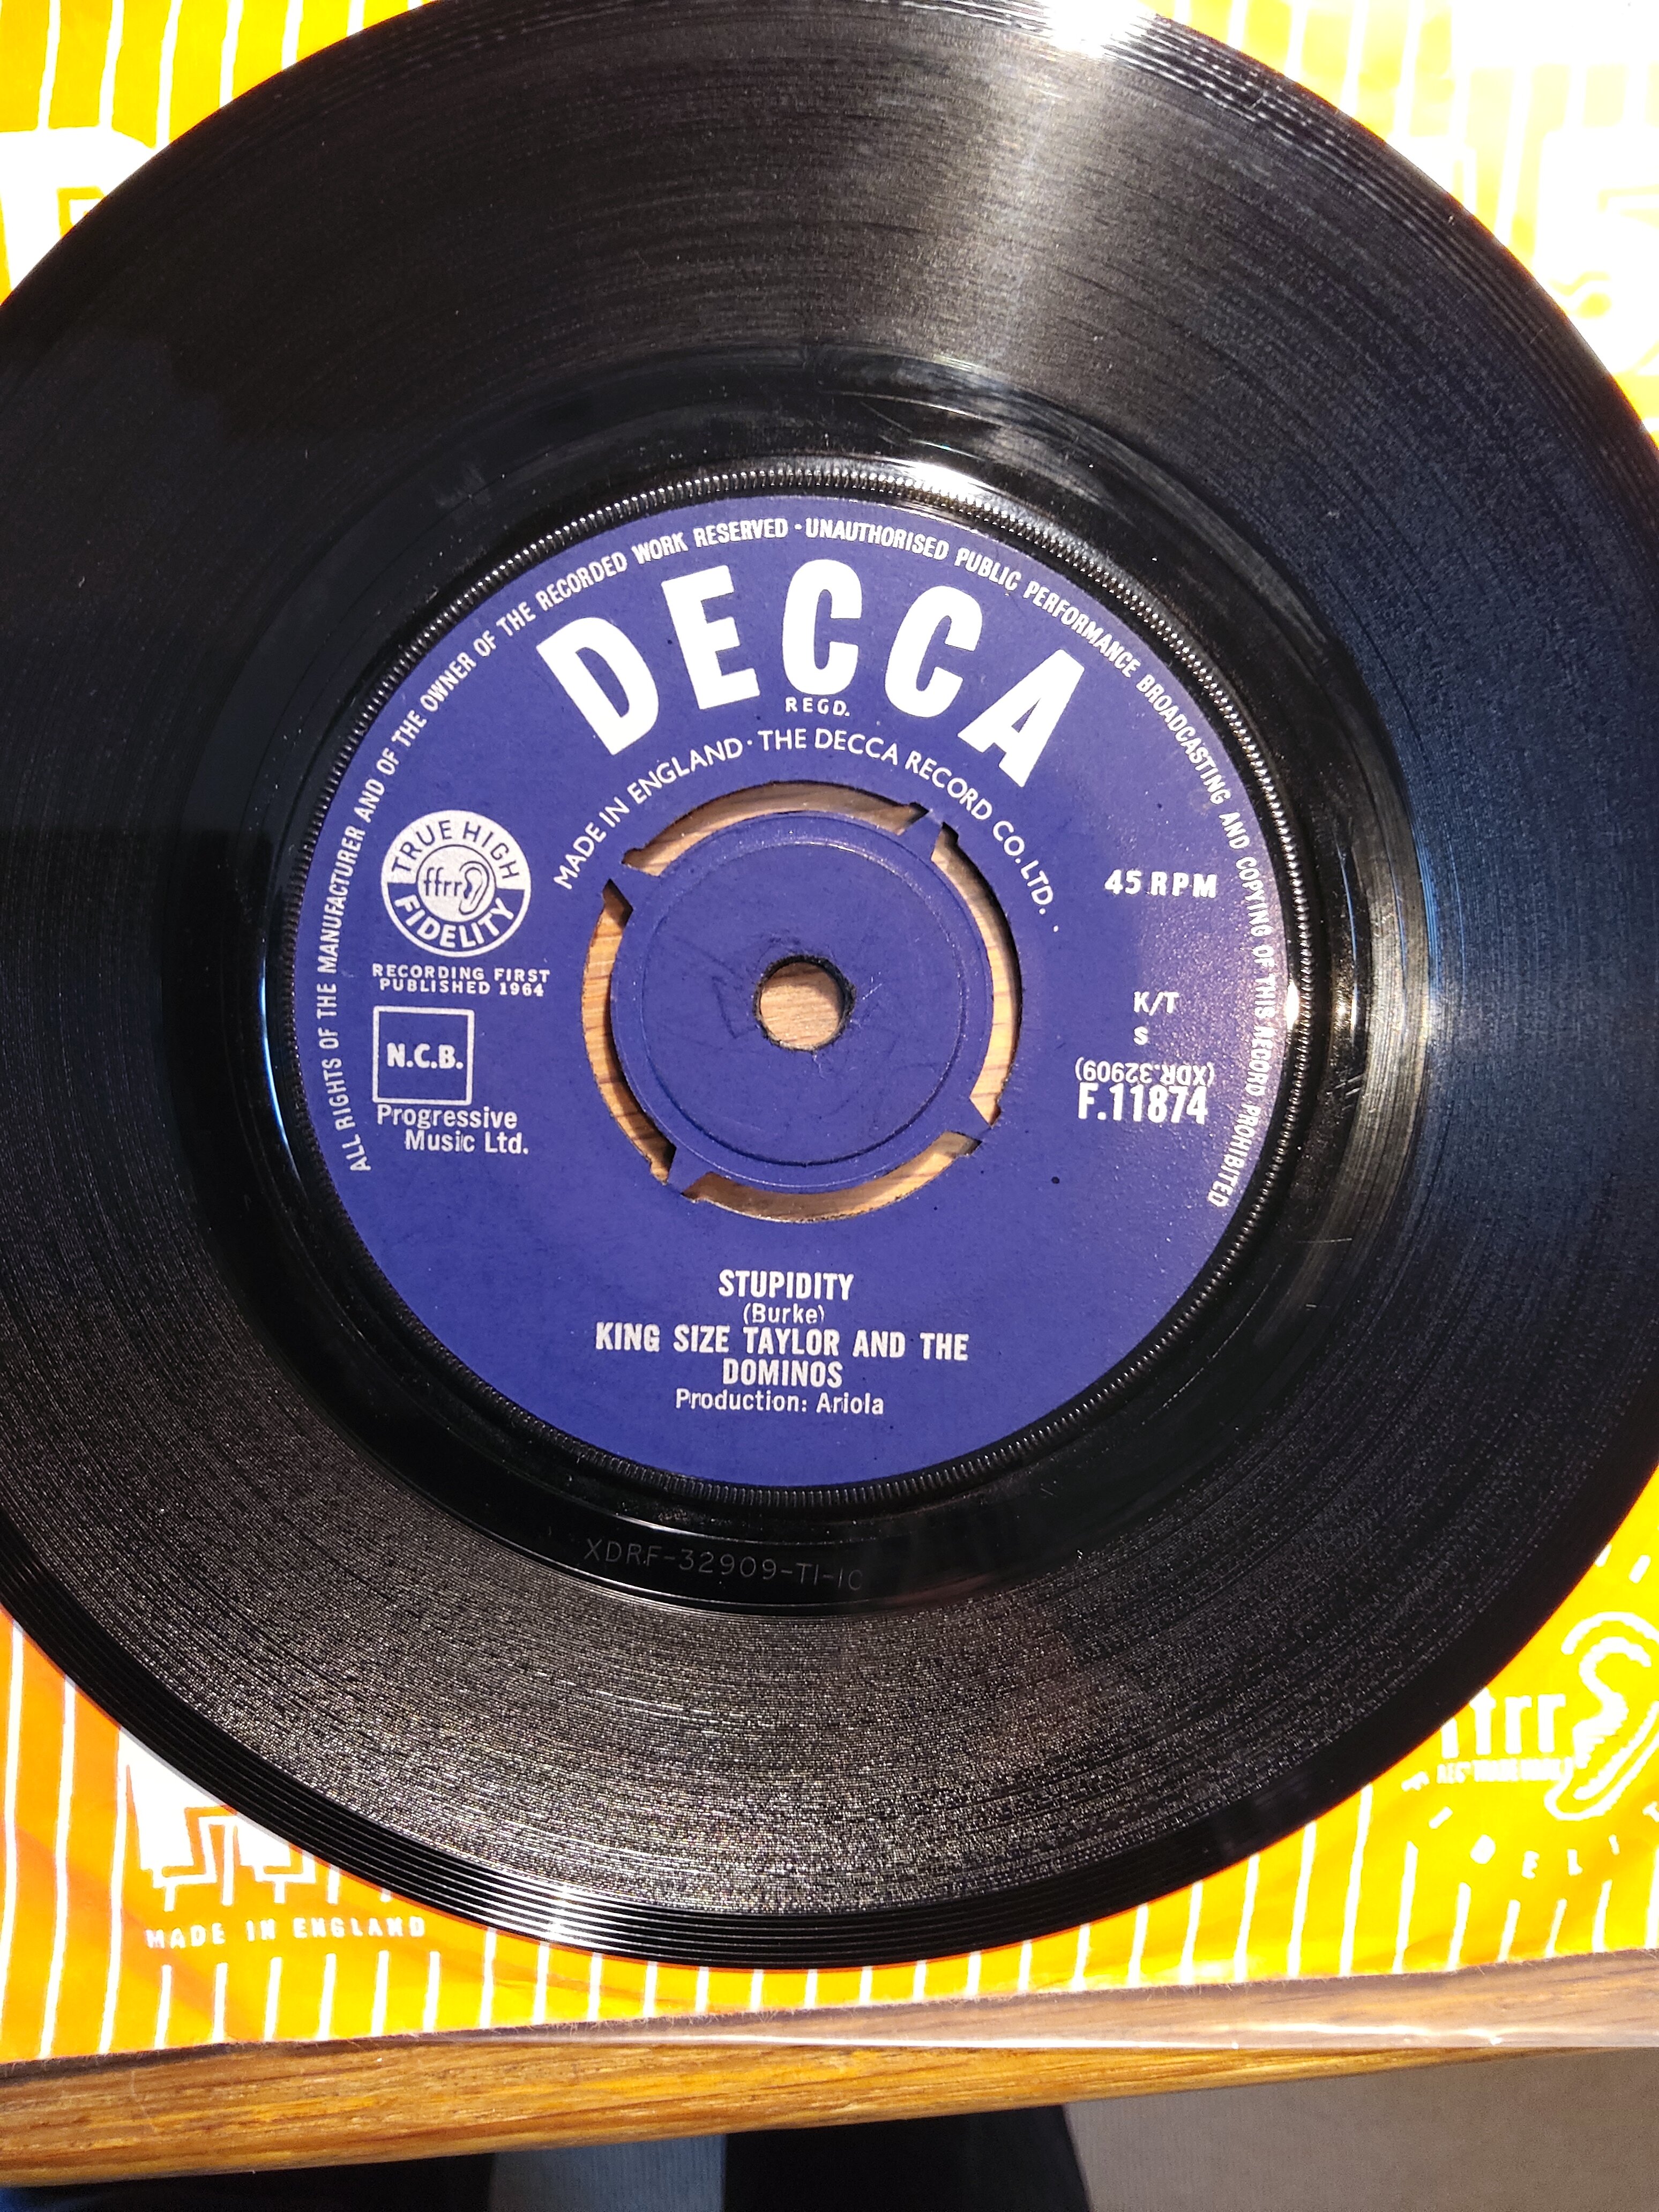 ALL RIGHTS OF THE MANUFACTURER AND OF THE OWNER OF THE RECORDED WORK RESERVED · UNAUTHORISED PUBLIC PERFORMANCE BROADCASTING AND COPYING OF THIS RECORD PROHIBITED
DECCA
REGD.
MADE IN ENGLAND · THE DECCA RECORD CO. LTD.
TRUE HIGH
ffrr
FIDELITY
RECORDING FIRST
PUBLISHED 1964
N.C.B.
Progressive
Music Ltd.
45 RPM
K/T
S
(XDR.32909)
F.11874
STUPIDITY
(Burke)
KING SIZE TAYLOR AND THE
DOMINOS
Production: Ariola
XDRF-32909-T1-1C
ffrr
MADE IN ENGLAND